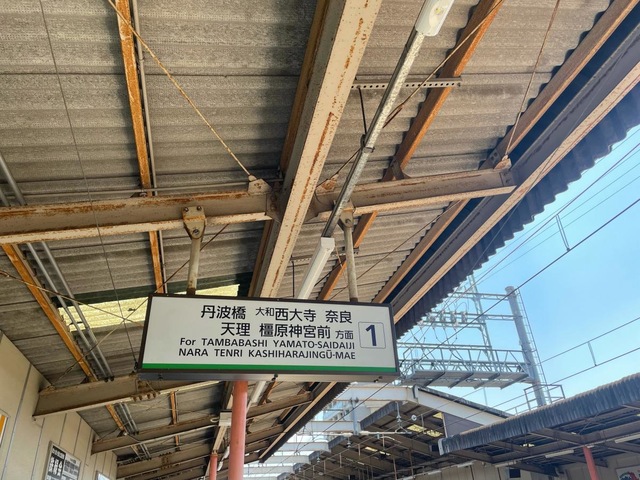 丹波橋 大和西大寺 奈良
天理 橿原神宮前 方面
1
For TAMBABASHI YAMATO-SAIDAIJI
NARA TENRI KASHIHARAJINGŪ-MAE